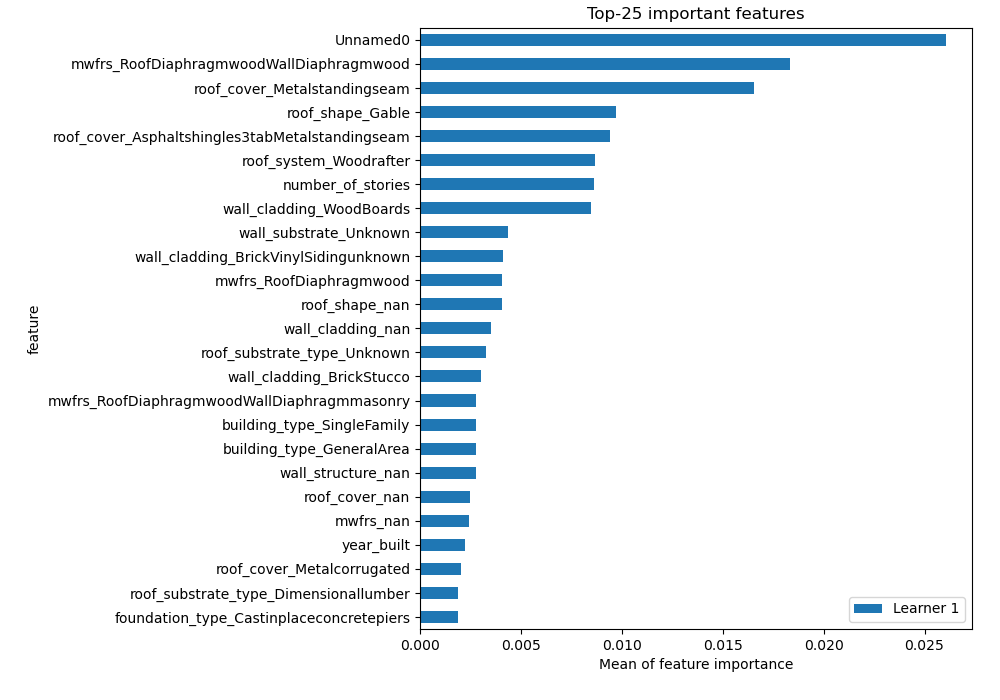 Top-25 important features
Unnamed0
mwfrs_RoofDiaphragmwoodWallDiaphragmwood
roof_cover_Metalstandingseam
roof_shape_Gable
roof_cover_Asphaltshingles3tabMetalstandingseam
roof_system_Woodrafter
number_of_stories
wall_cladding_WoodBoards
wall_substrate_Unknown
wall_cladding_BrickVinylSidingunknown
mwfrs_RoofDiaphragmwood
roof_shape_nan
wall_cladding_nan
roof_substrate_type_Unknown
wall_cladding_BrickStucco
mwfrs_RoofDiaphragmwoodWallDiaphragmmasonry
building_type_SingleFamily
building_type_GeneralArea
wall_structure_nan
roof_cover_nan
mwfrs_nan
year_built
roof_cover_Metalcorrugated
roof_substrate_type_Dimensionallumber
foundation_type_Castinplaceconcretepiers
feature
Learner 1
0.000 0.005 0.010 0.015 0.020 0.025
Mean of feature importance